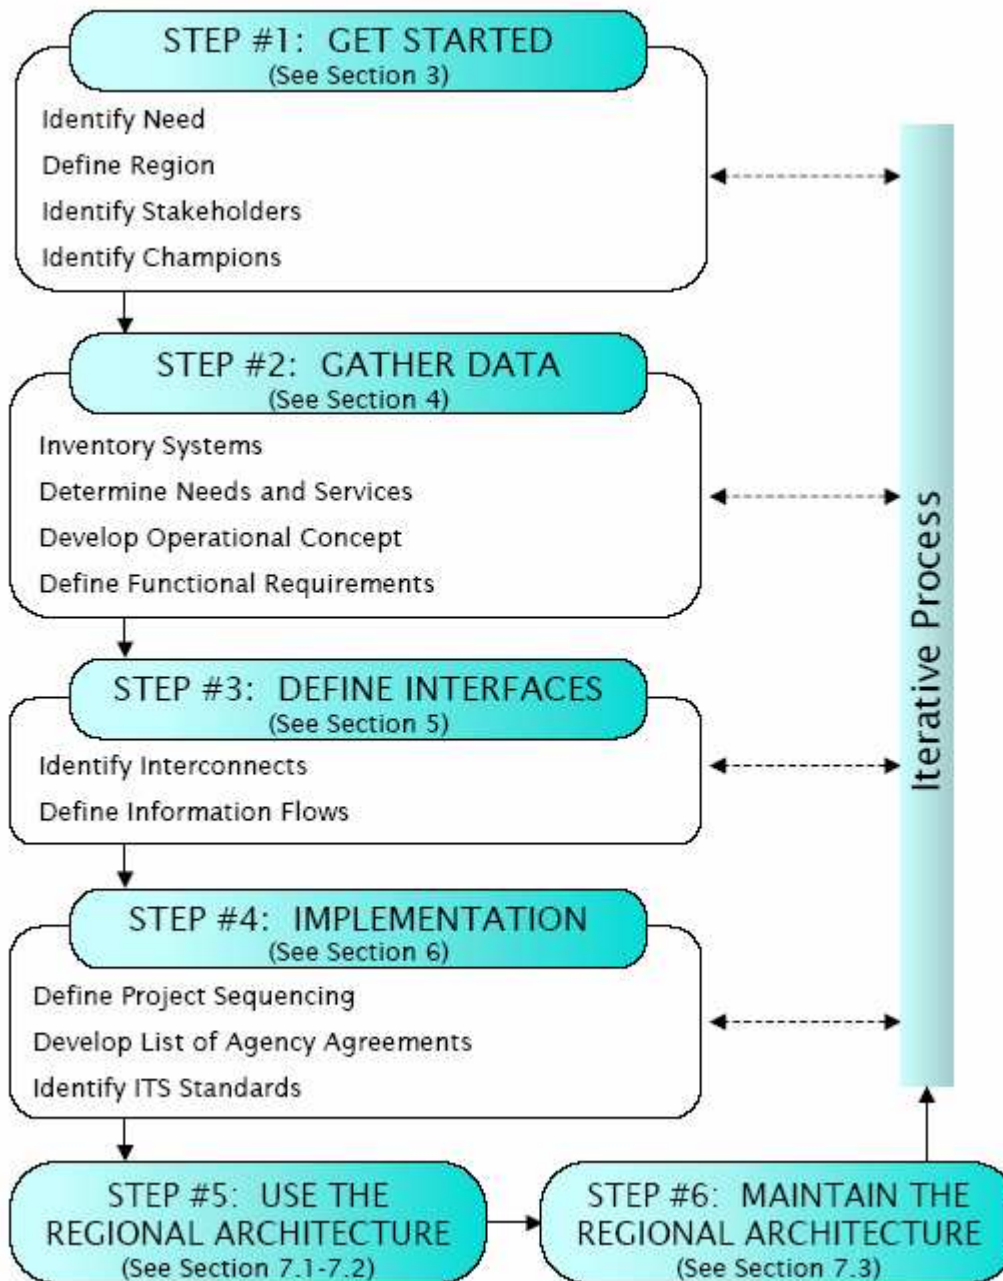 STEP #1: GET STARTED
(See Section 3)
Identify Need
Define Region
Identify Stakeholders
Identify Champions
STEP #2: GATHER DATA
(See Section 4)
Inventory Systems
Determine Needs and Services
Develop Operational Concept
Define Functional Requirements
STEP #3: DEFINE INTERFACES
(See Section 5)
Identify Interconnects
Define Information Flows
STEP #4: IMPLEMENTATION
(See Section 6)
Define Project Sequencing
Develop List of Agency Agreements
Identify ITS Standards
STEP #5: USE THE
REGIONAL ARCHITECTURE
(See Section 7.1-7.2)
STEP #6: MAINTAIN THE
REGIONAL ARCHITECTURE
(See Section 7.3)
Iterative Process